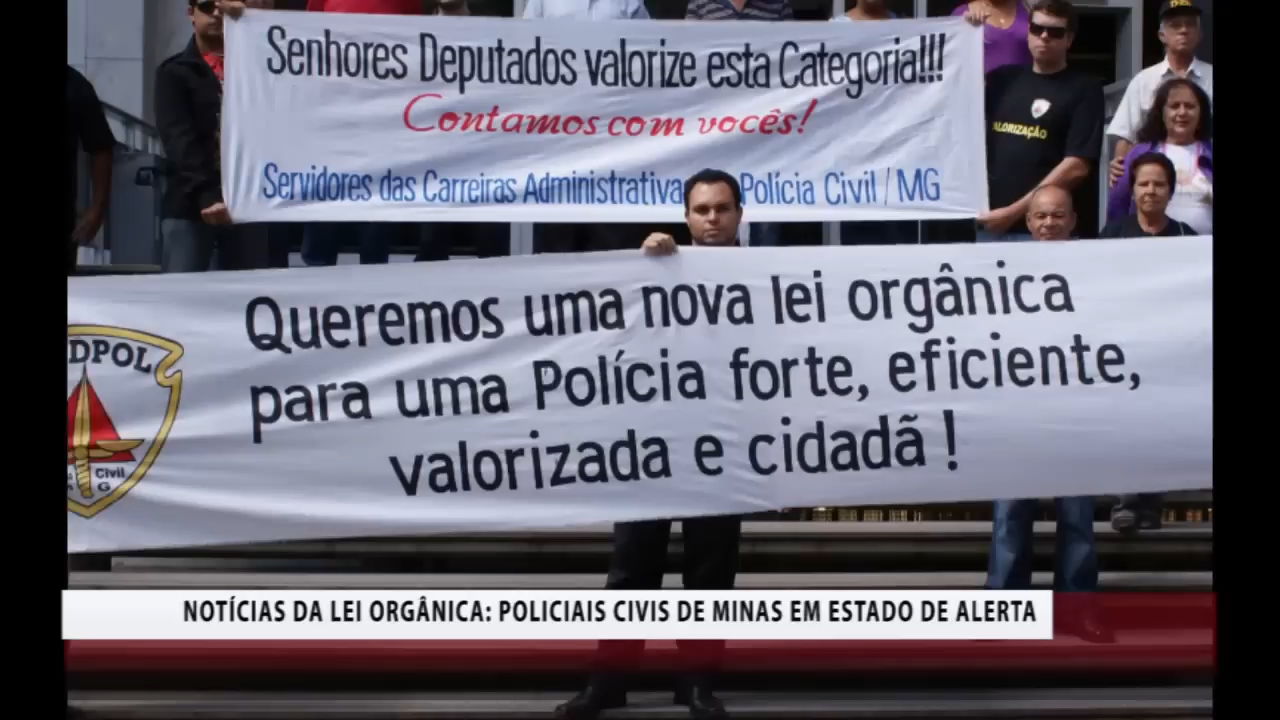 Senhores Deputados valorize esta Categoria!!!
Contamos com vocês!
Servidores das Carreiras Administrativa Polícia Civil / MG
VALORIZAÇÃO
Queremos uma nova lei orgânica
para uma Polícia forte, eficiente,
valorizada e cidadã !
DPOL
Civil
G
NOTÍCIAS DA LEI ORGÂNICA: POLICIAIS CIVIS DE MINAS EM ESTADO DE ALERTA